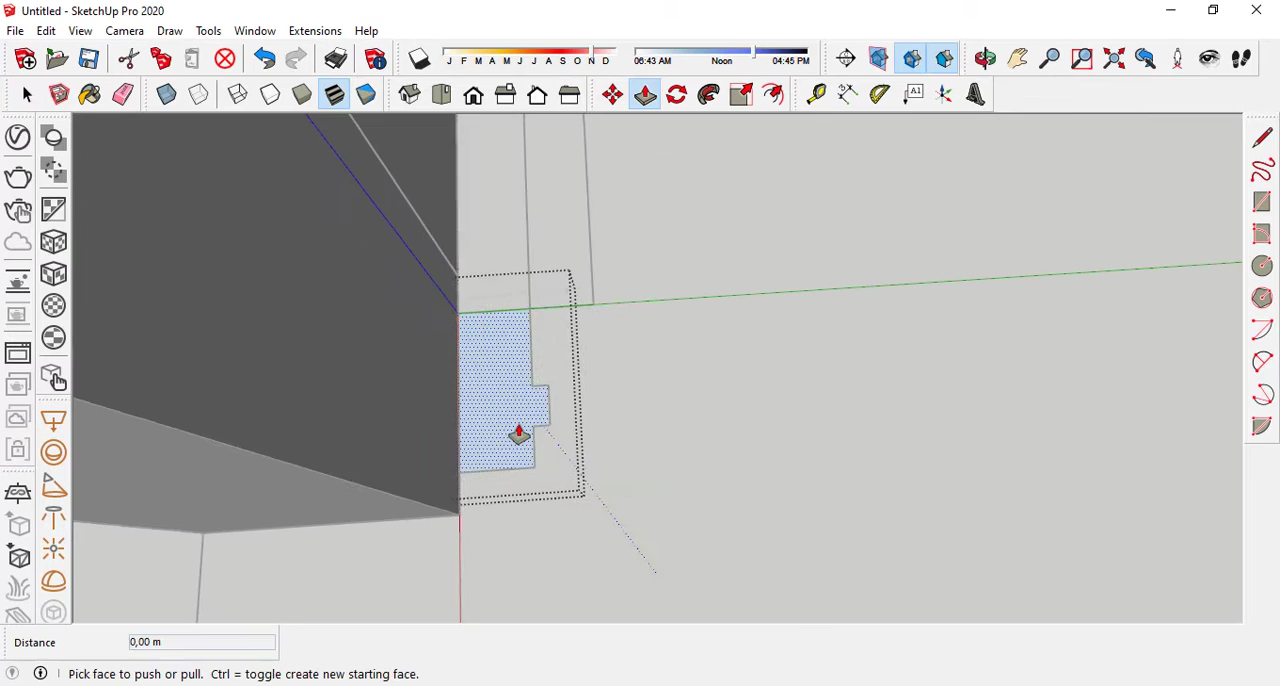 Untitled - SketchUp Pro 2020
File Edit View Camera Draw Tools Window Extensions Help
J F M A M J J A S O N D
06:43 AM Noon 04:45 PM
A1
Distance 0,00 m
Pick face to push or pull. Ctrl = toggle create new starting face.